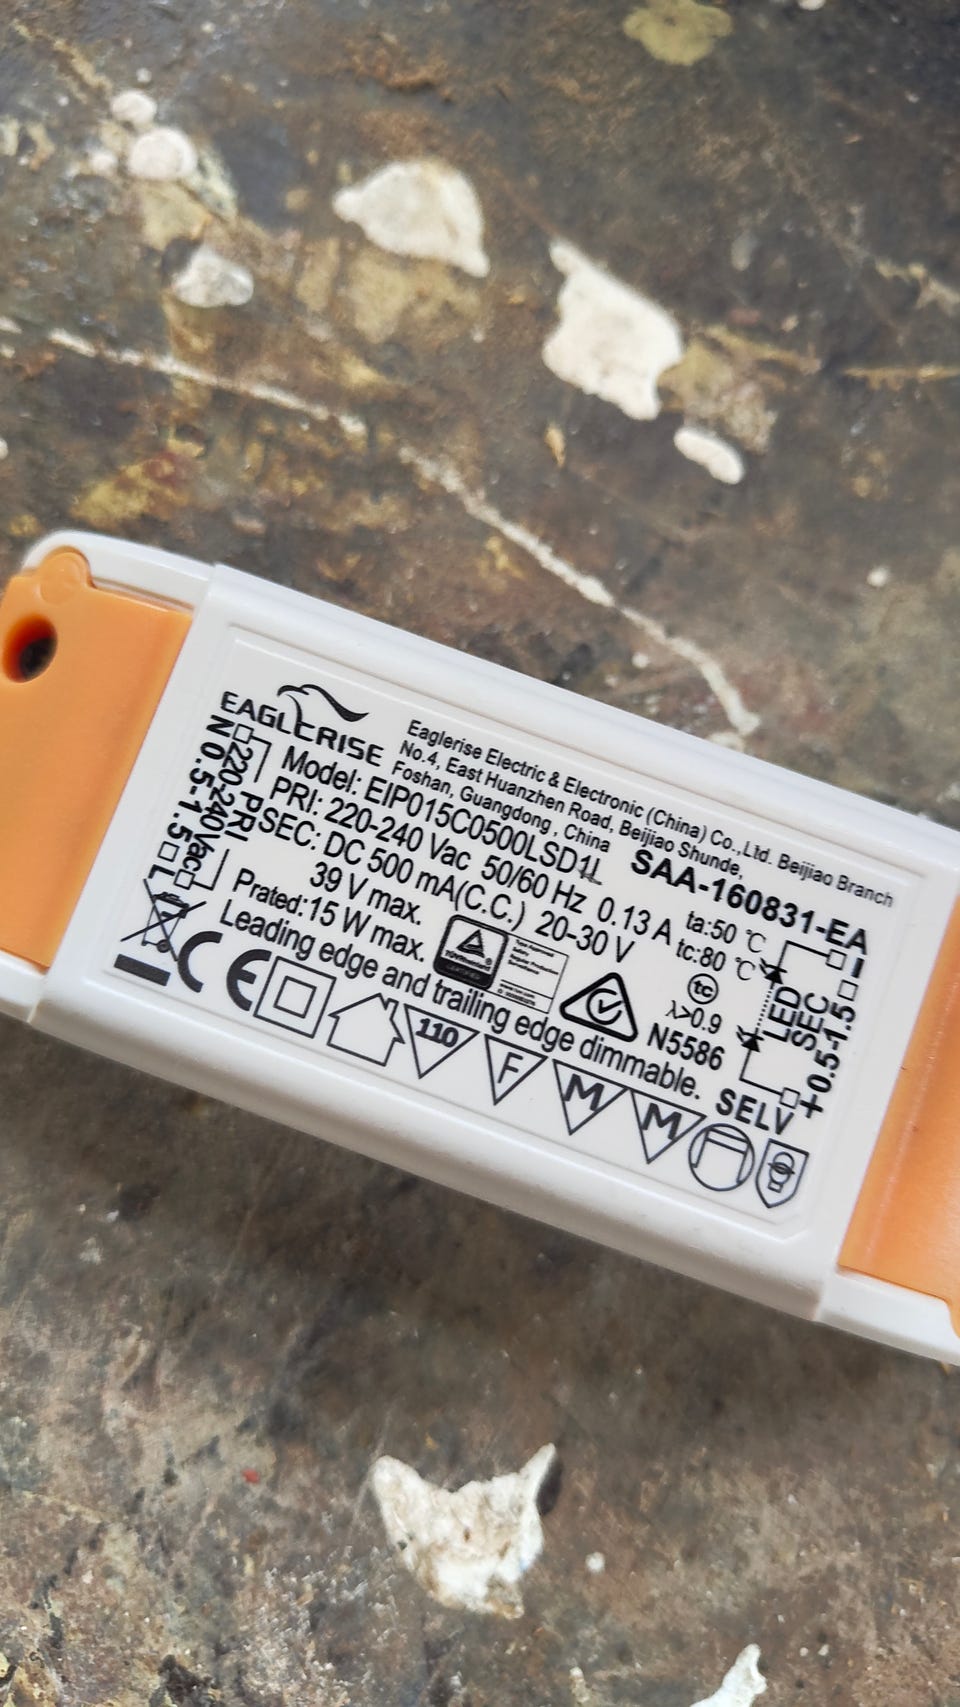 EAGLERISE
Eaglerise Electric & Electronic (China) Co.,Ltd. Beijiao Branch
No.4, East Huanzhen Road, Beijiao Shunde,
Foshan, Guangdong , China
SAA-160831-EA
Model: EIP015C0500LSD1L
PRI: 220-240 Vac 50/60 Hz 0.13 A
SEC: DC 500 mA(C.C.) 20-30 V
39 V max.
Prated:15 W max.
Leading edge and trailing edge dimmable.
ta:50 ℃
tc:80 ℃
tc
λ>0.9
N5586
SELV
N 0.5-1.5 L
220-240Vac
PRI
LED
SEC
+ 0.5-1.5 -
CE
110
F
M
M